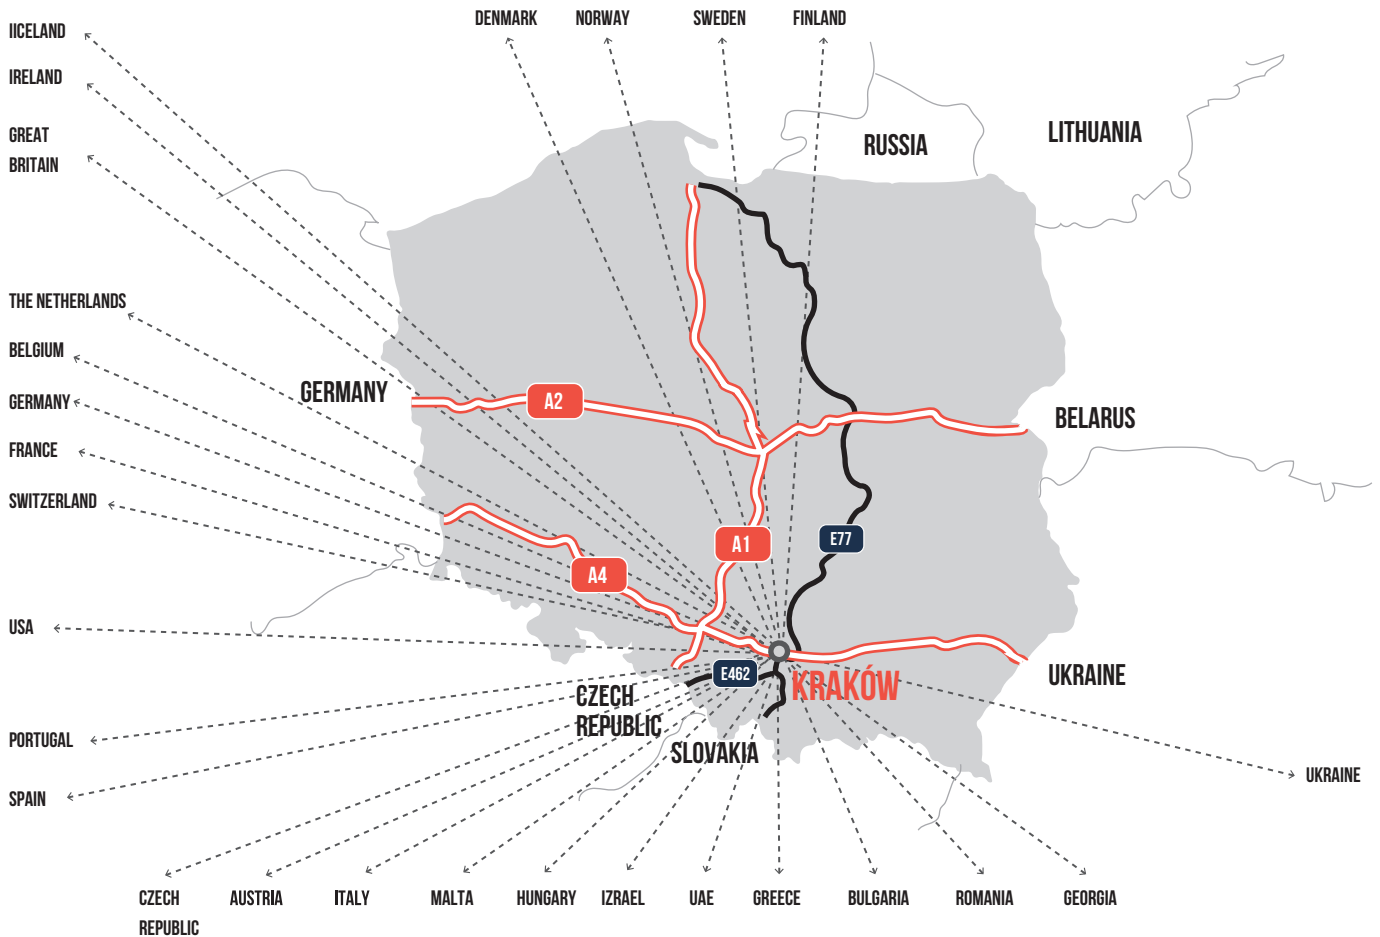 DENMARK
NORWAY
SWEDEN
FINLAND
IICELAND
IRELAND
GREAT
BRITAIN
RUSSIA
LITHUANIA
THE NETHERLANDS
BELGIUM
GERMANY
GERMANY
A2
BELARUS
FRANCE
SWITZERLAND
A1
E77
A4
USA
E462
KRAKÓW
UKRAINE
CZECH
REPUBLIC
SLOVAKIA
PORTUGAL
SPAIN
UKRAINE
CZECH
REPUBLIC
AUSTRIA
ITALY
MALTA
HUNGARY
IZRAEL
UAE
GREECE
BULGARIA
ROMANIA
GEORGIA